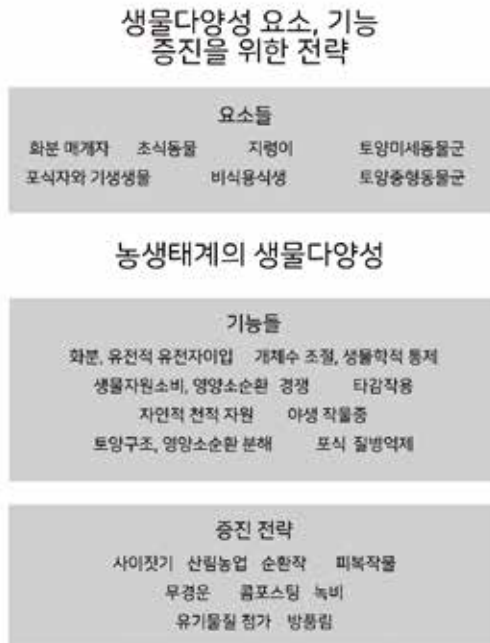 생물다양성 요소, 기능
증진을 위한 전략
요소들
화분 매개자 초식동물 지렁이 토양미세동물군
포식자와 기생생물 비식용식생 토양중형동물군
농생태계의 생물다양성
기능들
화분, 유전적 유전자이입 개체수 조절, 생물학적 통제
생물자원소비, 영양소순환 경쟁 타감작용
자연적 천적 자원 야생 작물종
토양구조, 영양소순환 분해 포식 질병억제
증진 전략
사이짓기 산림농업 순환작 피복작물
무경운 콤포스팅 녹비
유기물질 첨가 방풍림